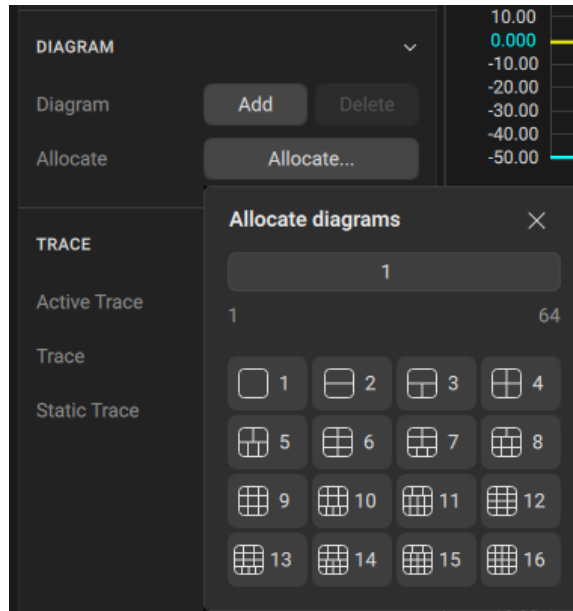 DIAGRAM
Diagram Add Delete
Allocate Allocate...
10.00
0.000
-10.00
-20.00
-30.00
-40.00
-50.00
TRACE
Active Trace
Trace
Static Trace
Allocate diagrams
1
1 64
1 2 3 4
5 6 7 8
9 10 11 12
13 14 15 16